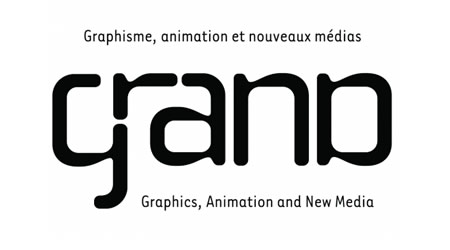 Graphisme, animation et nouveaux médias
grand
Graphics, Animation and New Media